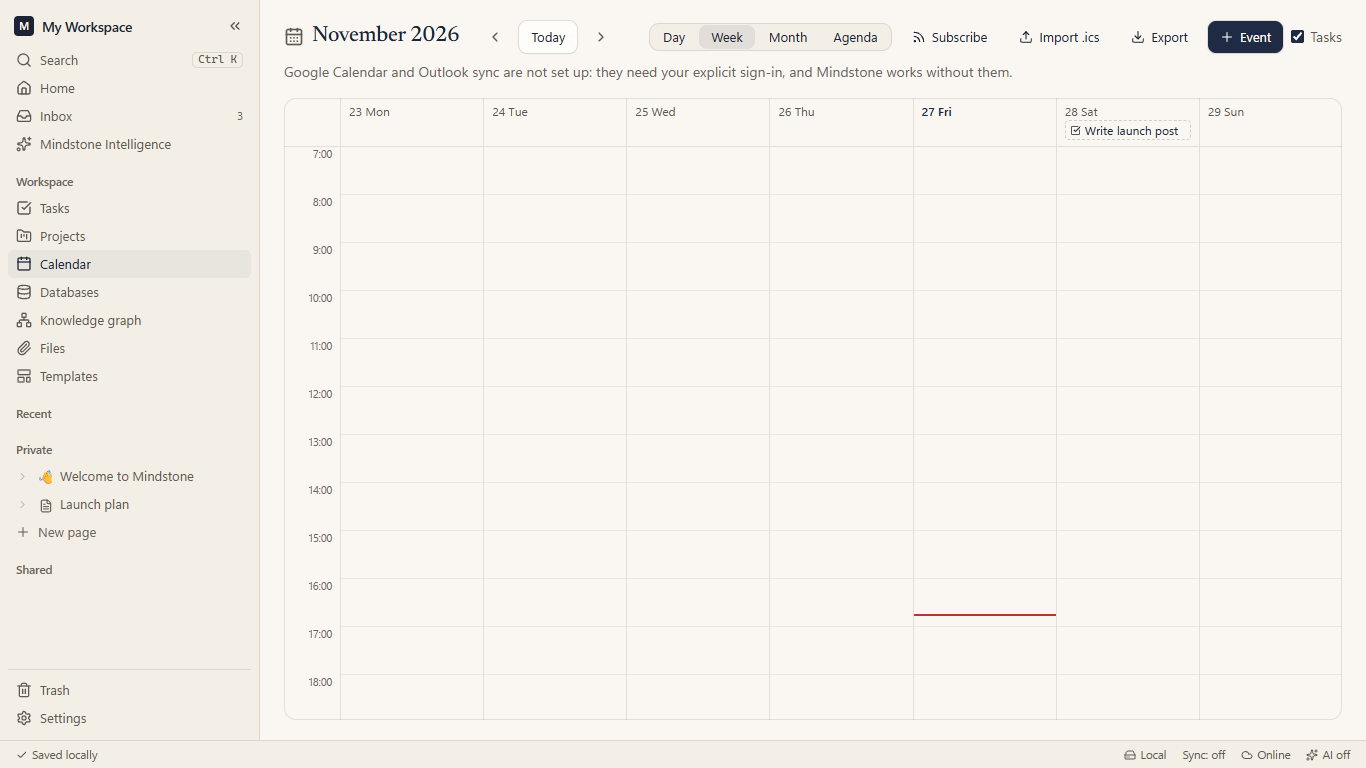 M My Workspace
Search Ctrl K
Home
Inbox 3
Mindstone Intelligence
Workspace
Tasks
Projects
Calendar
Databases
Knowledge graph
Files
Templates
Recent
Private
Welcome to Mindstone
Launch plan
New page
Shared
Trash
Settings
November 2026 Today Day Week Month Agenda Subscribe Import .ics Export Event Tasks
Google Calendar and Outlook sync are not set up: they need your explicit sign-in, and Mindstone works without them.
23 Mon 24 Tue 25 Wed 26 Thu 27 Fri 28 Sat 29 Sun
Write launch post
7:00
8:00
9:00
10:00
11:00
12:00
13:00
14:00
15:00
16:00
17:00
18:00
Saved locally Local Sync: off Online AI off